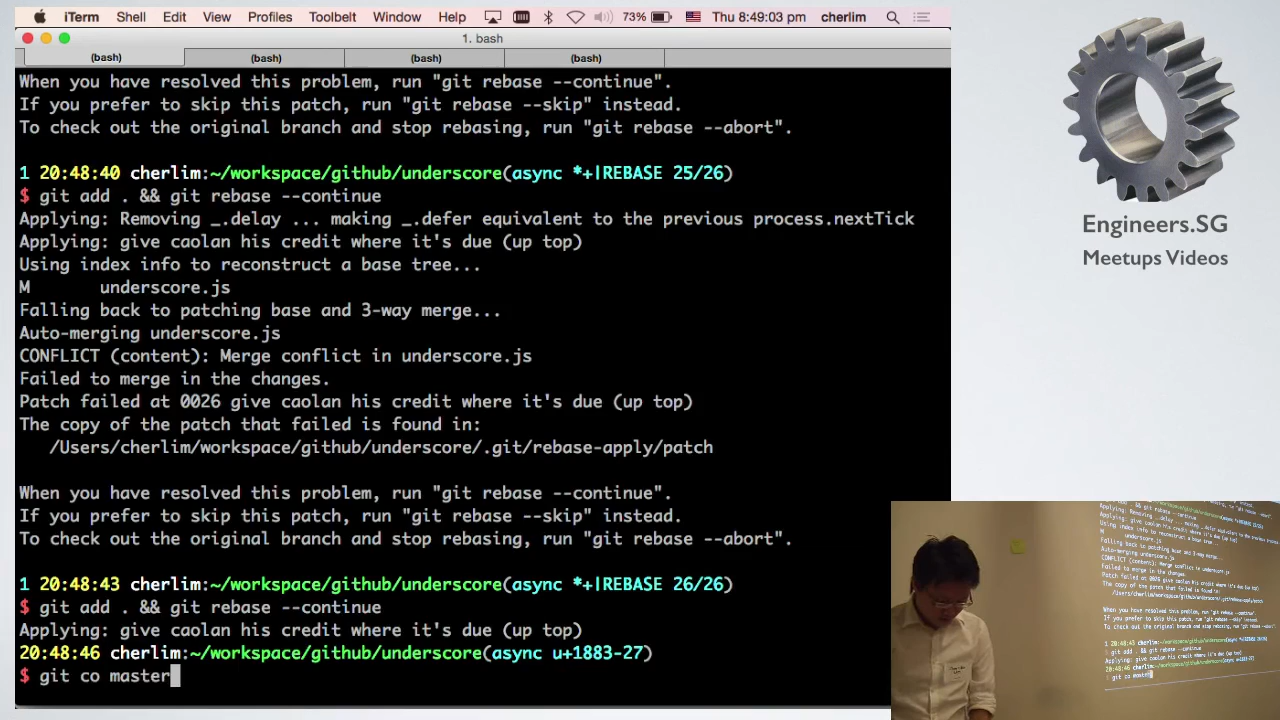 iTerm Shell Edit View Profiles Toolbelt Window Help 73% Thu 8:49:03 pm cherlim
1. bash
(bash) (bash) (bash) (bash)
When you have resolved this problem, run "git rebase --continue".
If you prefer to skip this patch, run "git rebase --skip" instead.
To check out the original branch and stop rebasing, run "git rebase --abort".
1 20:48:40 cherlim:~/workspace/github/underscore(async *+|REBASE 25/26)
$ git add . && git rebase --continue
Applying: Removing _.delay ... making _.defer equivalent to the previous process.nextTick
Applying: give caolan his credit where it's due (up top)
Using index info to reconstruct a base tree...
M underscore.js
Falling back to patching base and 3-way merge...
Auto-merging underscore.js
CONFLICT (content): Merge conflict in underscore.js
Failed to merge in the changes.
Patch failed at 0026 give caolan his credit where it's due (up top)
The copy of the patch that failed is found in:
/Users/cherlim/workspace/github/underscore/.git/rebase-apply/patch
When you have resolved this problem, run "git rebase --continue".
If you prefer to skip this patch, run "git rebase --skip" instead.
To check out the original branch and stop rebasing, run "git rebase --abort".
1 20:48:43 cherlim:~/workspace/github/underscore(async *+|REBASE 26/26)
$ git add . && git rebase --continue
Applying: give caolan his credit where it's due (up top)
20:48:46 cherlim:~/workspace/github/underscore(async u+1883-27)
$ git co master
Engineers.SG
Meetups Videos